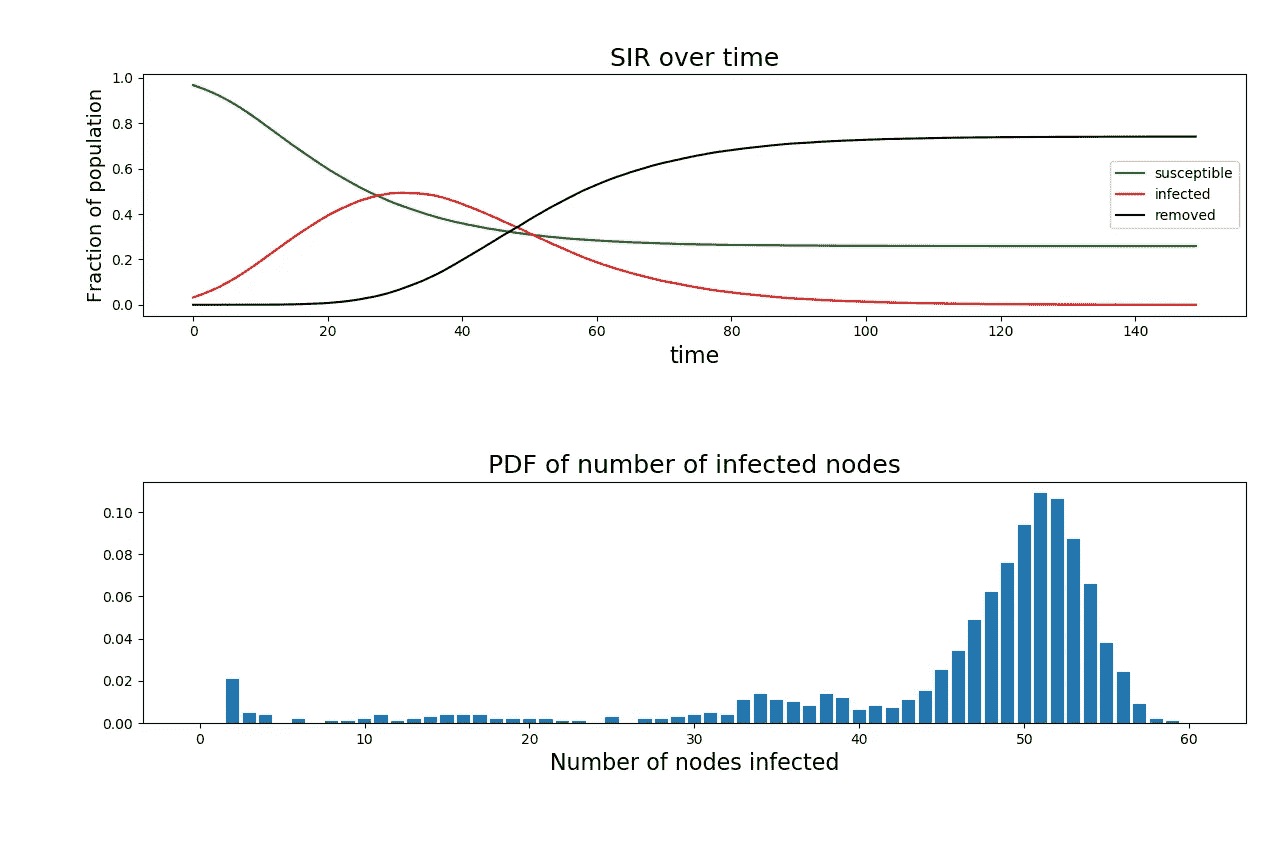 SIR over time
Fraction of population
1.0
0.8
0.6
0.4
0.2
0.0
susceptible
infected
removed
0 20 40 60 80 100 120 140
time
PDF of number of infected nodes
0.10
0.08
0.06
0.04
0.02
0.00
0 10 20 30 40 50 60
Number of nodes infected